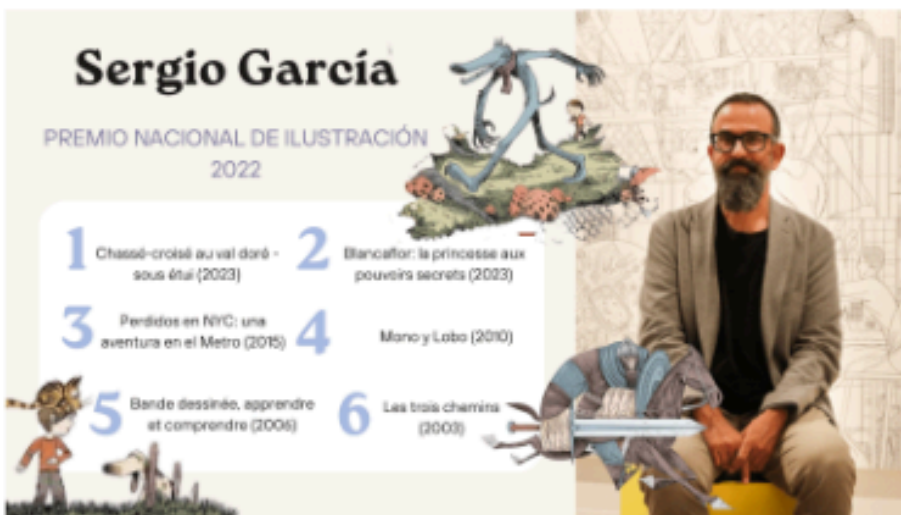 Sergio García
PREMIO NACIONAL DE ILUSTRACIÓN
2022
1
Chassé-croisé au val doré -
sous étui (2023)
2
Blancaflor: la princesse aux
pouvoirs secrets (2023)
3
Perdidos en NYC: una
aventura en el Metro (2015)
4
Mono y Lobo (2010)
5
Bande dessinée, apprendre
et comprendre (2006)
6
Les trois chemins
(2003)